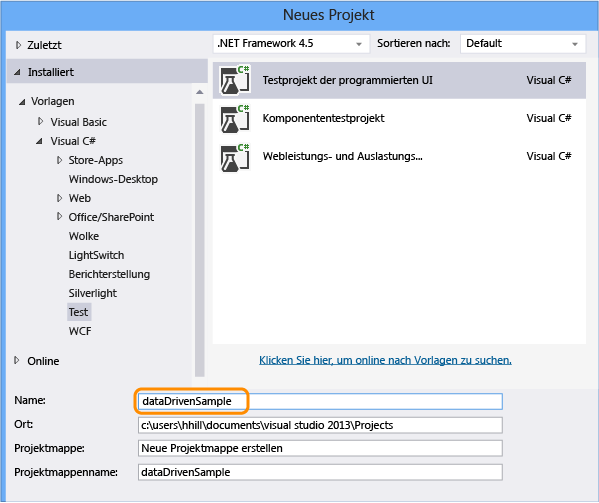 Neues Projekt
Zuletzt
.NET Framework 4.5
Sortieren nach:
Default
Installiert
Vorlagen
Visual Basic
Visual C#
Store-Apps
Windows-Desktop
Web
Office/SharePoint
Wolke
LightSwitch
Berichterstellung
Silverlight
Test
WCF
Online
C#
Testprojekt der programmierten UI
Visual C#
C#
Komponententestprojekt
Visual C#
C#
Webleistungs- und Auslastungs...
Visual C#
Klicken Sie hier, um online nach Vorlagen zu suchen.
Name:
dataDrivenSample
Ort:
c:\users\hhill\documents\visual studio 2013\Projects
Projektmappe:
Neue Projektmappe erstellen
Projektmappenname:
dataDrivenSample